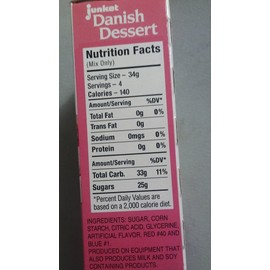 junket
Danish
Dessert
Nutrition Facts
(Mix Only)
Serving Size – 34g
Servings – 4
Calories – 140
Amount/Serving %DV*
Total Fat 0g 0%
Trans Fat 0g
Sodium 0mgs 0%
Protein 0g 0%
Amount/Serving %DV*
Total Carb. 33g 11%
Sugars 25g
*Percent Daily Values are
based on a 2,000 calorie diet.
INGREDIENTS: SUGAR, CORN
STARCH, CITRIC ACID, GLYCERINE,
ARTIFICIAL FLAVOR, RED #40 AND
BLUE #1.
PRODUCED ON EQUIPMENT THAT
ALSO PRODUCES MILK AND SOY
CONTAINING PRODUCTS.